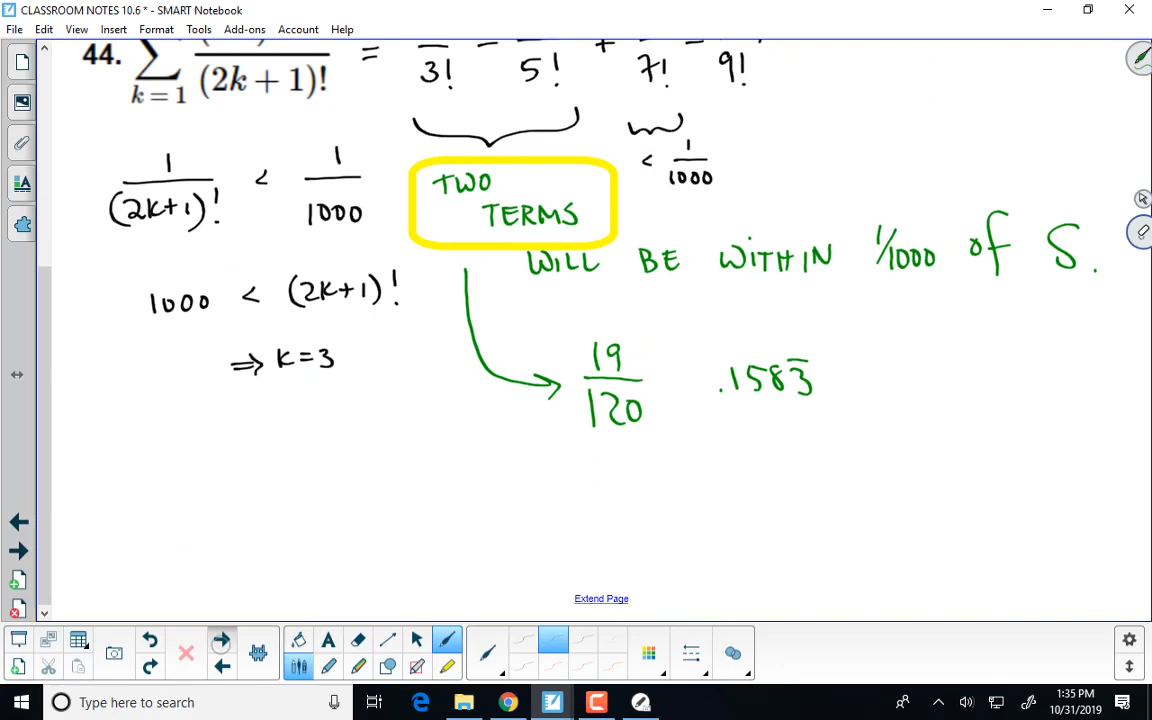 CLASSROOM NOTES 10.6 * - SMART Notebook
File Edit View Insert Format Tools Add-ons Account Help
44. ∑ k = 1 (2k + 1)! = 3! - 5! + 7! - 9!
1/(2k+1)! < 1/1000
< 1/1000
TWO
TERMS
WILL BE WITHIN 1/1000 of S.
1000 < (2k+1)!
⇒ k=3
19/120 .1583̅
Extend Page
Type here to search
1:35 PM
10/31/2019